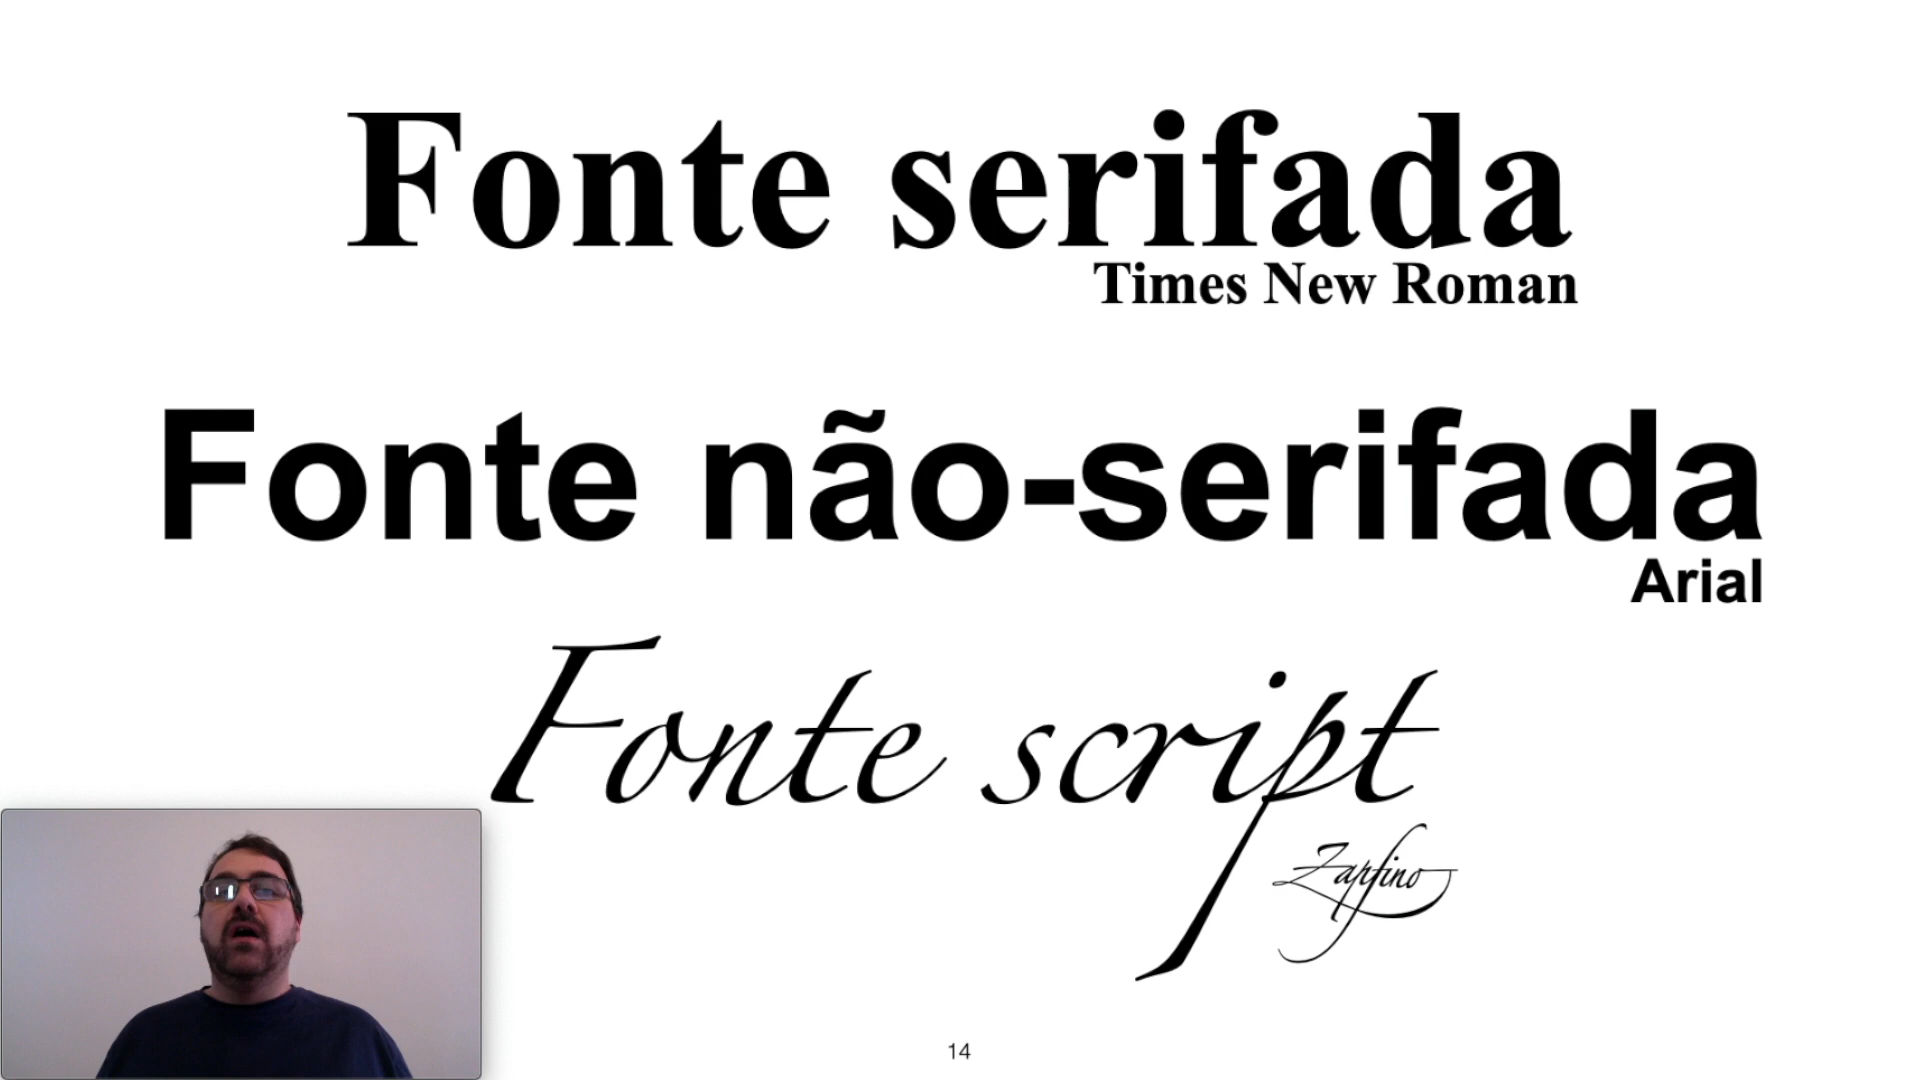 Fonte serifada
Times New Roman
Fonte não-serifada
Arial
Fonte script
Zapfino
14